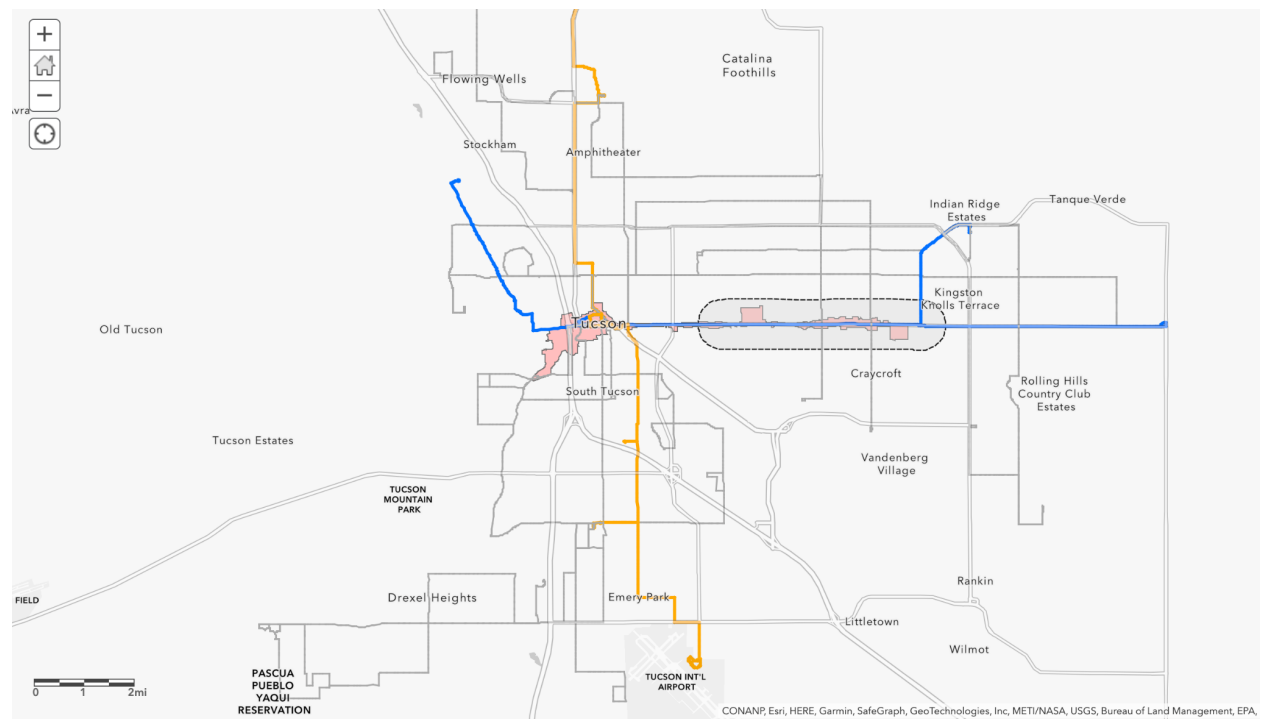 +
−
Catalina
Foothills
Flowing Wells
Avra
Stockham
Amphitheater
Indian Ridge
Estates
Tanque Verde
Kingston
Knolls Terrace
Old Tucson
Tucson
Craycroft
South Tucson
Rolling Hills
Country Club
Estates
Tucson Estates
Vandenberg
Village
TUCSON
MOUNTAIN
PARK
Rankin
FIELD
Drexel Heights
Emery Park
Littletown
Wilmot
PASCUA
PUEBLO
YAQUI
RESERVATION
TUCSON INT'L
AIRPORT
0 1 2mi
CONANP, Esri, HERE, Garmin, SafeGraph, GeoTechnologies, Inc, METI/NASA, USGS, Bureau of Land Management, EPA,